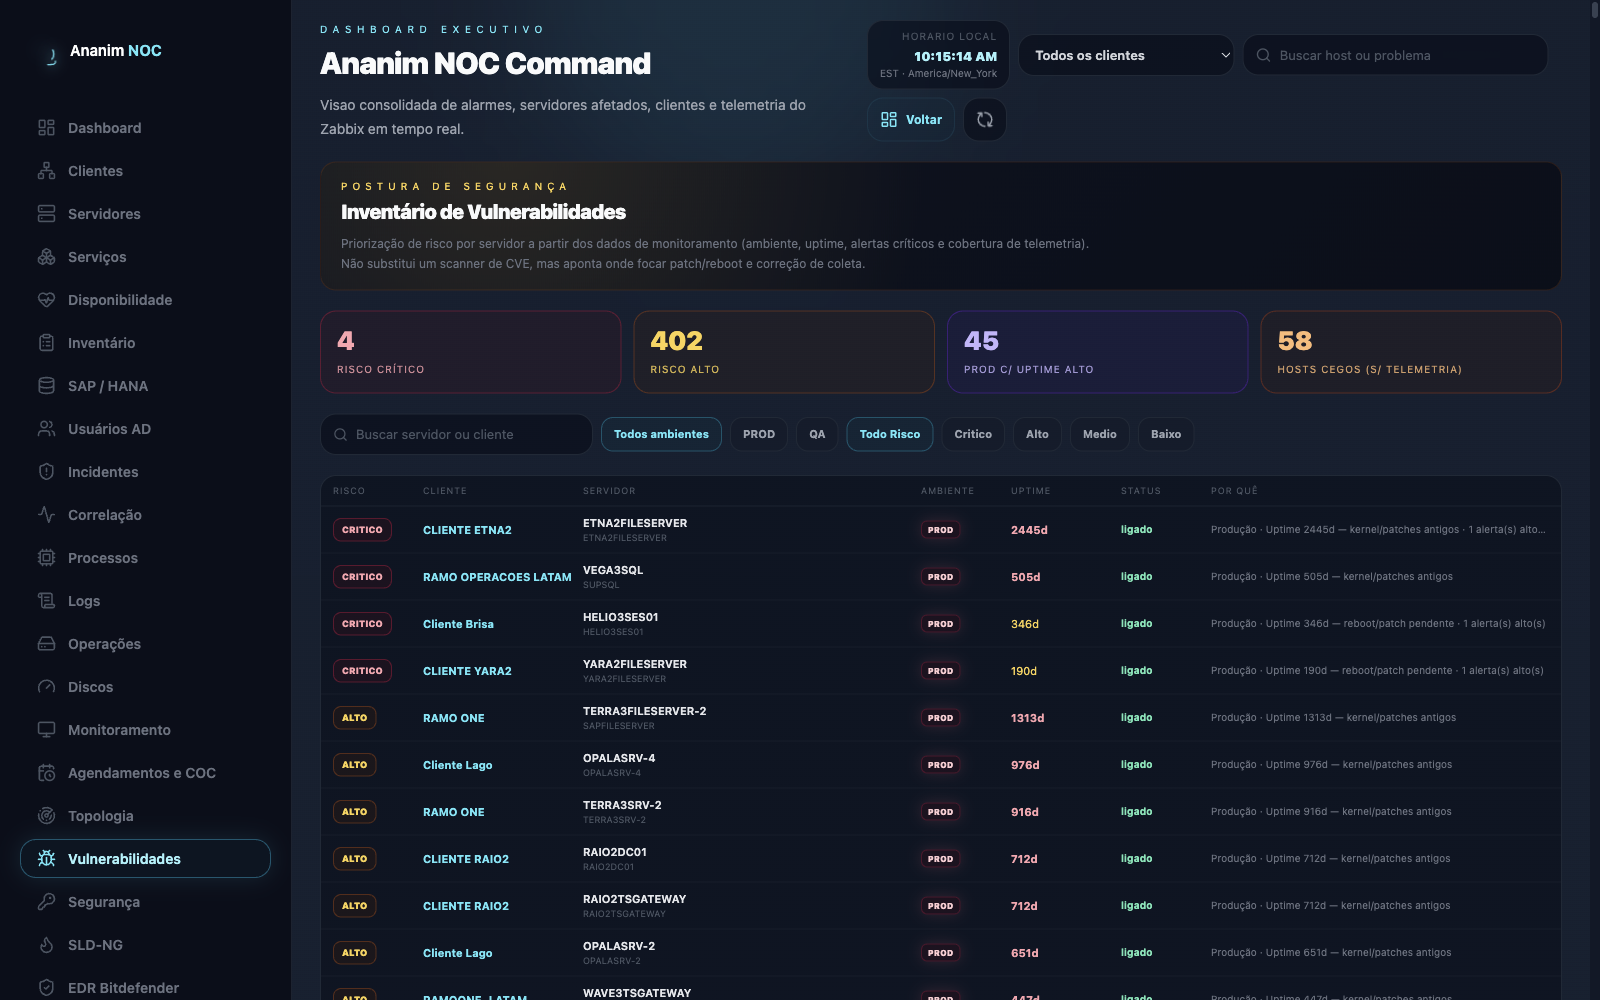 Ananim NOC
Dashboard
Clientes
Servidores
Serviços
Disponibilidade
Inventário
SAP / HANA
Usuários AD
Incidentes
Correlação
Processos
Logs
Operações
Discos
Monitoramento
Agendamentos e COC
Topologia
Vulnerabilidades
Segurança
SLD-NG
EDR Bitdefender
DASHBOARD EXECUTIVO
Ananim NOC Command
Visao consolidada de alarmes, servidores afetados, clientes e telemetria do
Zabbix em tempo real.
HORARIO LOCAL
10:15:14 AM
EST · America/New_York
Todos os clientes
Buscar host ou problema
Voltar
POSTURA DE SEGURANÇA
Inventário de Vulnerabilidades
Priorização de risco por servidor a partir dos dados de monitoramento (ambiente, uptime, alertas críticos e cobertura de telemetria).
Não substitui um scanner de CVE, mas aponta onde focar patch/reboot e correção de coleta.
4
RISCO CRÍTICO
402
RISCO ALTO
45
PROD C/ UPTIME ALTO
58
HOSTS CEGOS (S/ TELEMETRIA)
Buscar servidor ou cliente
Todos ambientes PROD QA Todo Risco Critico Alto Medio Baixo
RISCO CLIENTE SERVIDOR AMBIENTE UPTIME STATUS POR QUÊ
CRITICO CLIENTE ETNA2 ETNA2FILESERVER PROD 2445d ligado Produção · Uptime 2445d — kernel/patches antigos · 1 alerta(s) alto...
ETNA2FILESERVER
CRITICO RAMO OPERACOES LATAM VEGA3SQL PROD 505d ligado Produção · Uptime 505d — kernel/patches antigos
SUPSQL
CRITICO Cliente Brisa HELIO3SES01 PROD 346d ligado Produção · Uptime 346d — reboot/patch pendente · 1 alerta(s) alto(s)
HELIO3SES01
CRITICO CLIENTE YARA2 YARA2FILESERVER PROD 190d ligado Produção · Uptime 190d — reboot/patch pendente · 1 alerta(s) alto(s)
YARA2FILESERVER
ALTO RAMO ONE TERRA3FILESERVER-2 PROD 1313d ligado Produção · Uptime 1313d — kernel/patches antigos
SAPFILESERVER
ALTO Cliente Lago OPALASRV-4 PROD 976d ligado Produção · Uptime 976d — kernel/patches antigos
OPALASRV-4
ALTO RAMO ONE TERRA3SRV-2 PROD 916d ligado Produção · Uptime 916d — kernel/patches antigos
TERRA3SRV-2
ALTO CLIENTE RAIO2 RAIO2DC01 PROD 712d ligado Produção · Uptime 712d — kernel/patches antigos
RAIO2DC01
ALTO CLIENTE RAIO2 RAIO2TSGATEWAY PROD 712d ligado Produção · Uptime 712d — kernel/patches antigos
RAIO2TSGATEWAY
ALTO Cliente Lago OPALASRV-2 PROD 651d ligado Produção · Uptime 651d — kernel/patches antigos
OPALASRV-2
ALTO RAMOONE_LATAM WAVE3TSGATEWAY PROD 447d ligado Produção · Uptime 447d — kernel/patches antigos